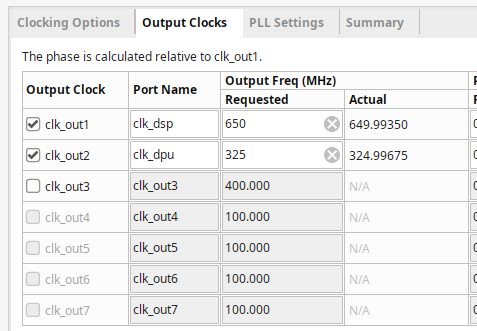 Clocking Options Output Clocks PLL Settings Summary
The phase is calculated relative to clk_out1.
Output Clock Port Name Output Freq (MHz)
Requested Actual
clk_out1 clk_dsp 650 649.99350
clk_out2 clk_dpu 325 324.99675
clk_out3 clk_out3 400.000 N/A
clk_out4 clk_out4 100.000 N/A
clk_out5 clk_out5 100.000 N/A
clk_out6 clk_out6 100.000 N/A
clk_out7 clk_out7 100.000 N/A